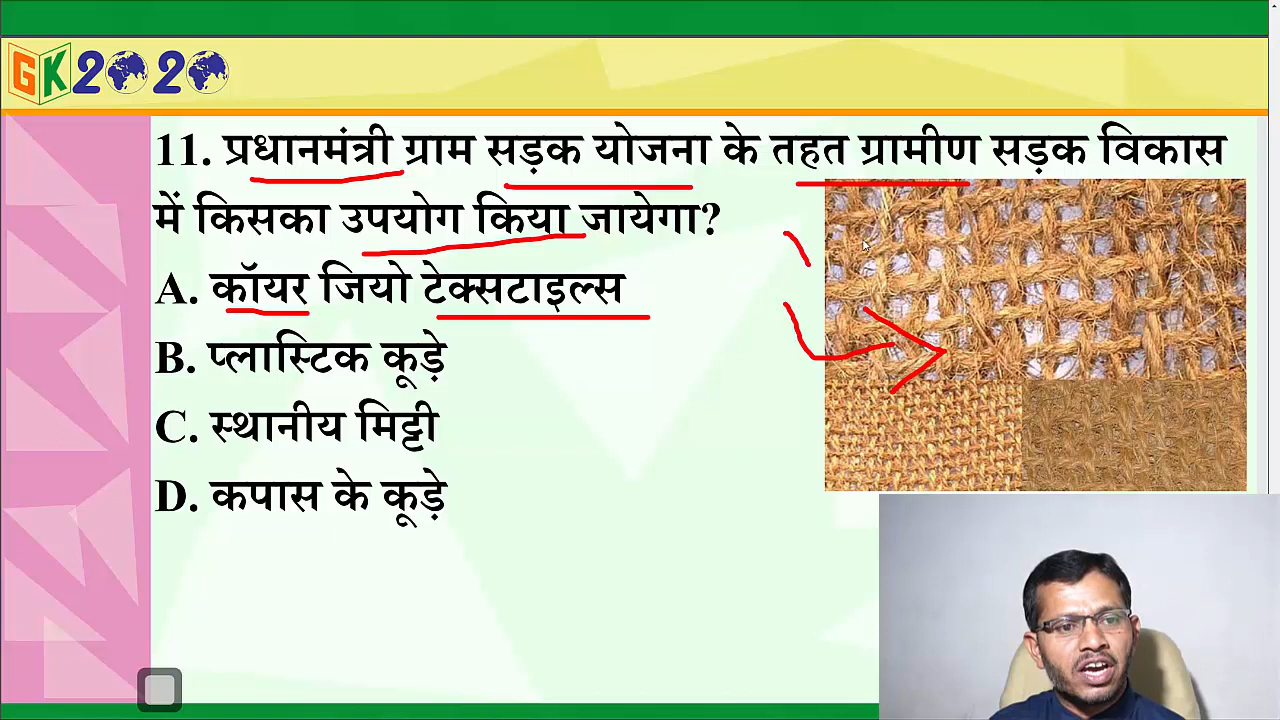 GK2020
11. प्रधानमंत्री ग्राम सड़क योजना के तहत ग्रामीण सड़क विकास
में किसका उपयोग किया जायेगा?
A. कॉयर जियो टेक्सटाइल्स
B. प्लास्टिक कूड़े
C. स्थानीय मिट्टी
D. कपास के कूड़े